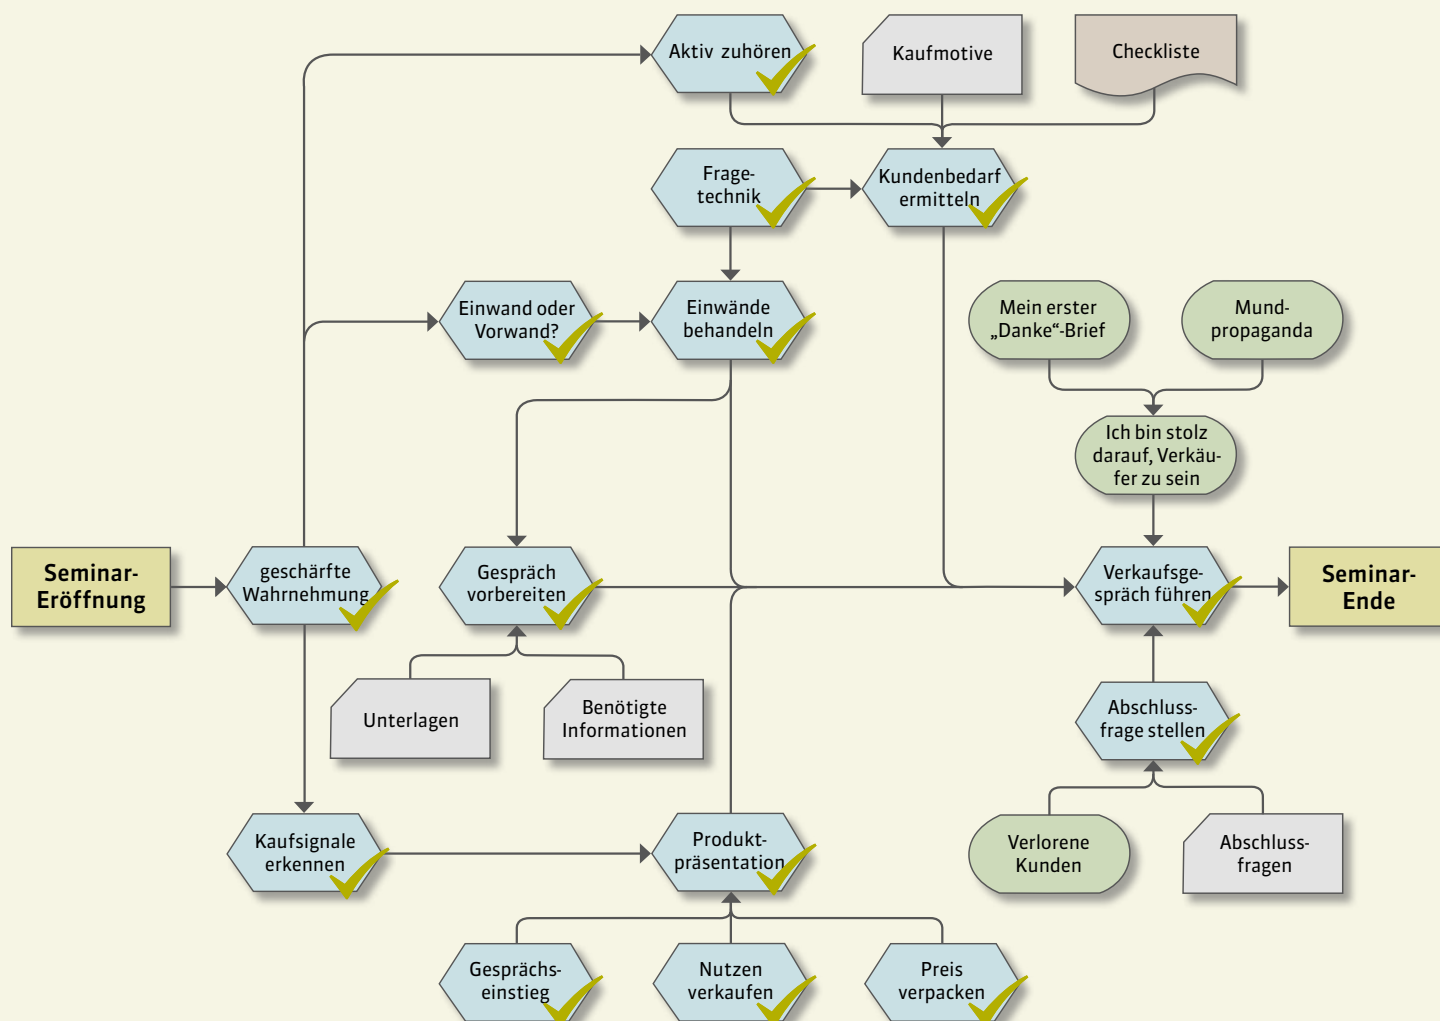 Aktiv zuhören
Kaufmotive
Checkliste
Frage-
technik
Kundenbedarf
ermitteln
Einwand oder
Vorwand?
Einwände
behandeln
Mein erster
„Danke“-Brief
Mund-
propaganda
Ich bin stolz
darauf, Verkäu-
fer zu sein
Seminar-
Eröffnung
geschärfte
Wahrnehmung
Gespräch
vorbereiten
Verkaufsge-
spräch führen
Seminar-
Ende
Unterlagen
Benötigte
Informationen
Abschluss-
frage stellen
Kaufsignale
erkennen
Produkt-
präsentation
Verlorene
Kunden
Abschluss-
fragen
Gesprächs-
einstieg
Nutzen
verkaufen
Preis
verpacken